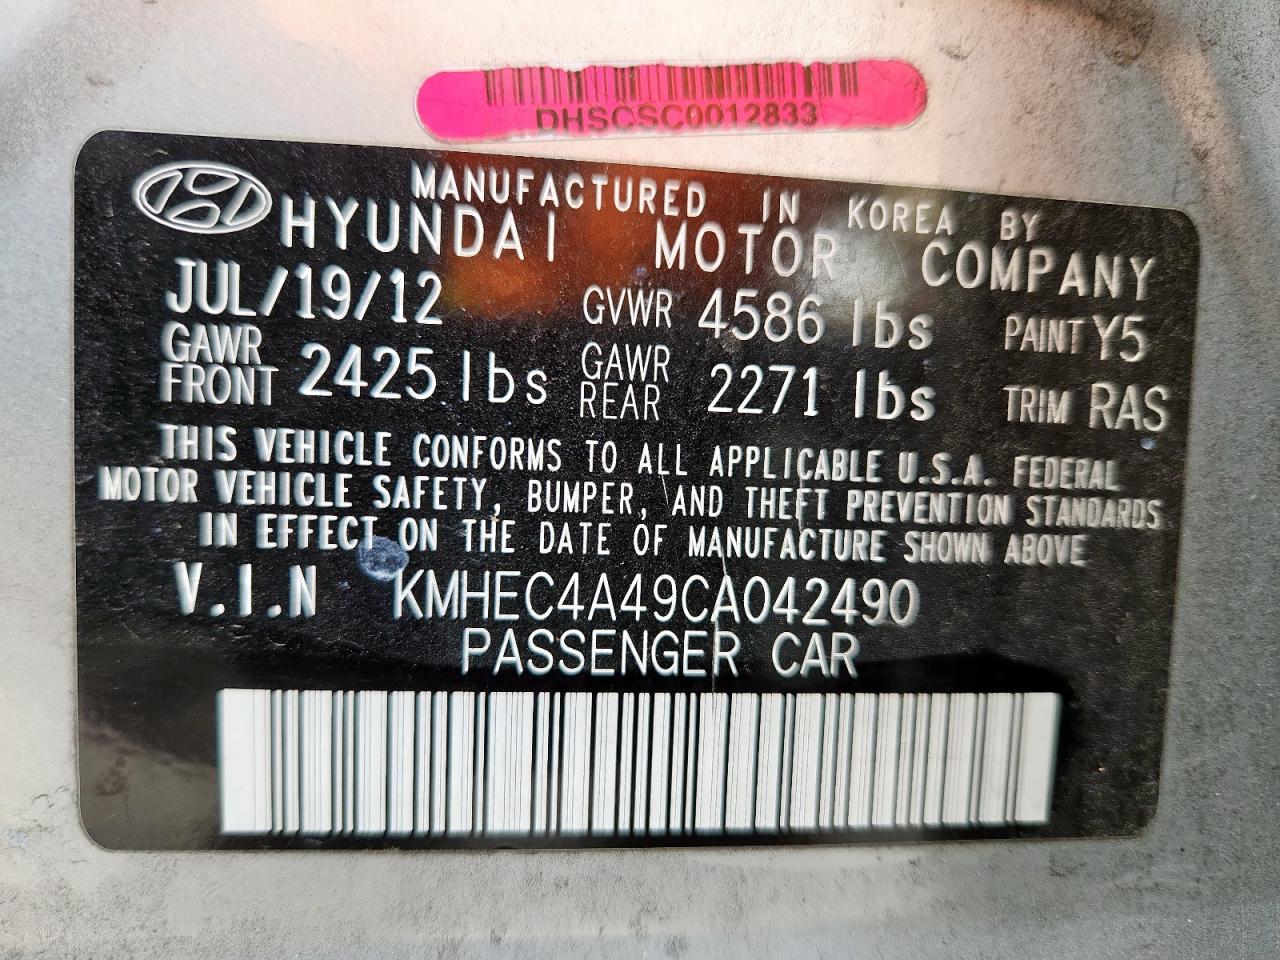 DHSCSC0012833
MANUFACTURED IN KOREA BY
HYUNDAI MOTOR COMPANY
JUL/19/12 GVWR 4586 lbs PAINT Y5
GAWR FRONT 2425 lbs GAWR REAR 2271 lbs TRIM RAS
THIS VEHICLE CONFORMS TO ALL APPLICABLE U.S.A. FEDERAL
MOTOR VEHICLE SAFETY, BUMPER, AND THEFT PREVENTION STANDARDS
IN EFFECT ON THE DATE OF MANUFACTURE SHOWN ABOVE
V.I.N KMHEC4A49CA042490
PASSENGER CAR